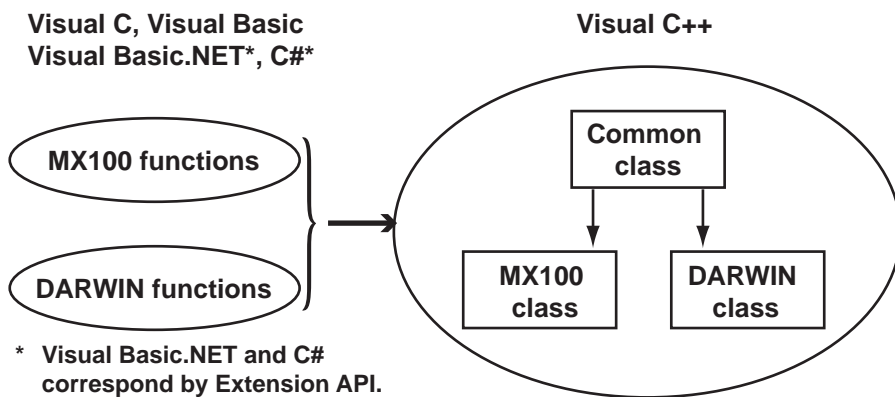 Visual C, Visual Basic
Visual Basic.NET*, C#*
MX100 functions
DARWIN functions
* Visual Basic.NET and C#
correspond by Extension API.
Visual C++
Common
class
MX100
class
DARWIN
class